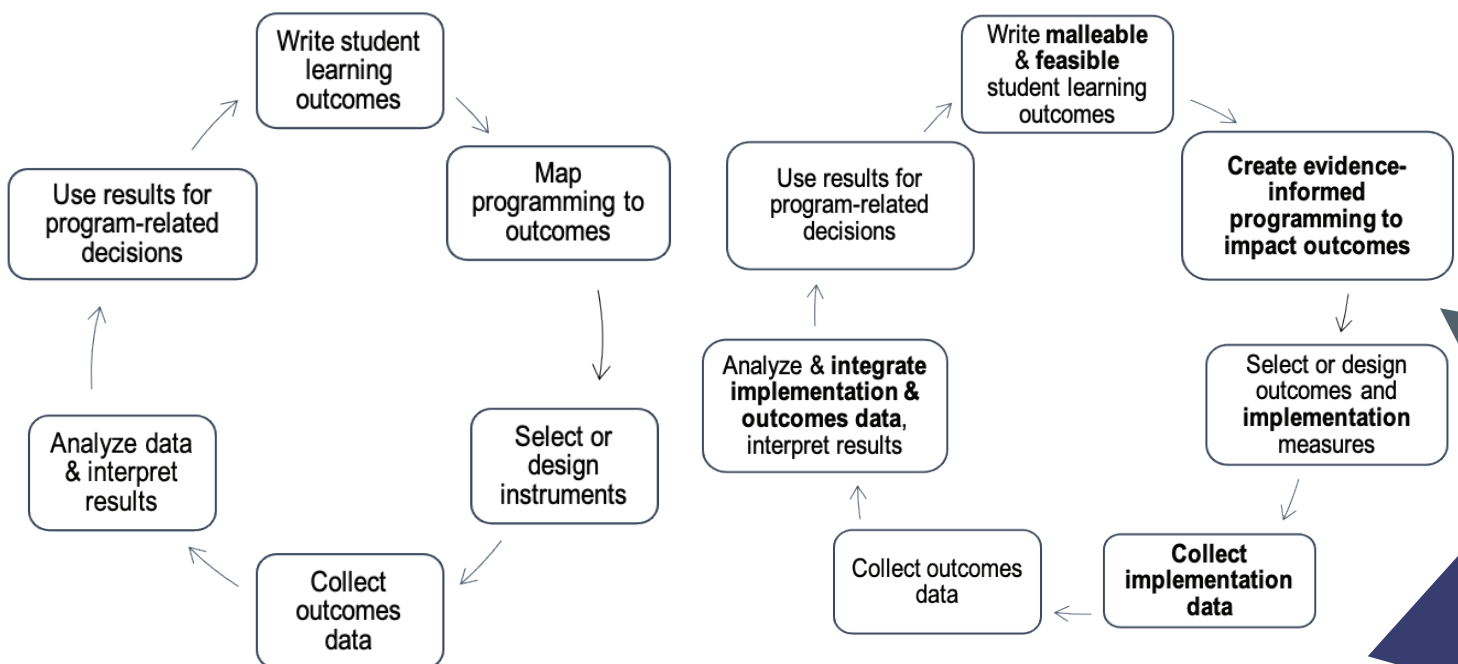 Write student
learning
outcomes
Map
programming to
outcomes
Select or
design
instruments
Collect
outcomes
data
Analyze data
& interpret
results
Use results for
program-related
decisions
Write malleable
& feasible
student learning
outcomes
Create evidence-
informed
programming to
impact outcomes
Select or design
outcomes and
implementation
measures
Collect
implementation
data
Collect outcomes
data
Analyze & integrate
implementation &
outcomes data,
interpret results
Use results for
program-related
decisions